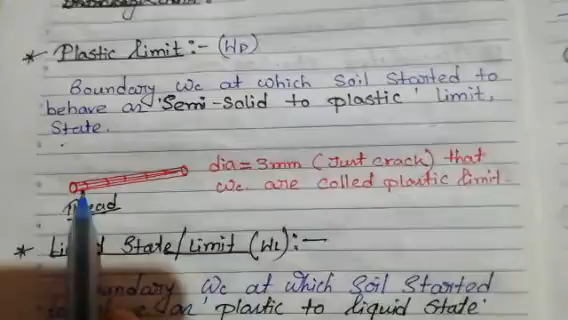 * Plastic limit:- (Wp)
Boundary Wc at which Soil Started to
behave as 'Semi-Solid to plastic' limit,
State.
dia = 3mm (Just crack) that
Wc are called plastic limit.
* State/Limit (WL):-
Wc at which Soil Started
plastic to liquid state'